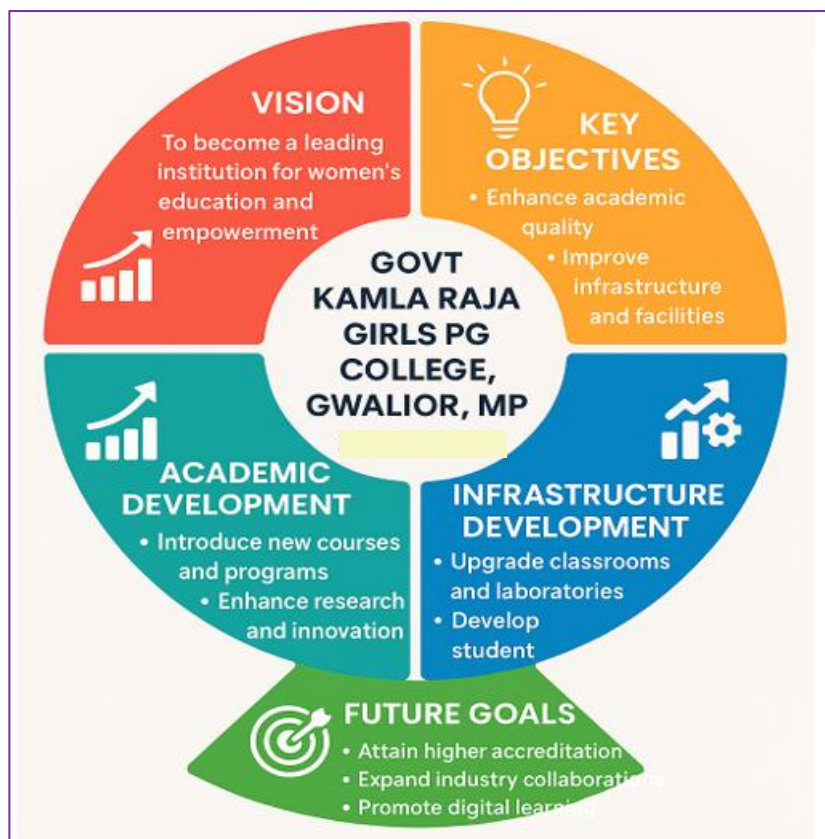 VISION
To become a leading
institution for women's
education and
empowerment
KEY
OBJECTIVES
• Enhance academic
quality
• Improve
infrastructure
and facilities
GOVT
KAMLA RAJA
GIRLS PG
COLLEGE,
GWALIOR, MP
ACADEMIC
DEVELOPMENT
• Introduce new courses
and programs
• Enhance research
and innovation
INFRASTRUCTURE
DEVELOPMENT
• Upgrade classrooms
and laboratories
• Develop
student
FUTURE GOALS
• Attain higher accreditation
• Expand industry collaborations
• Promote digital learning